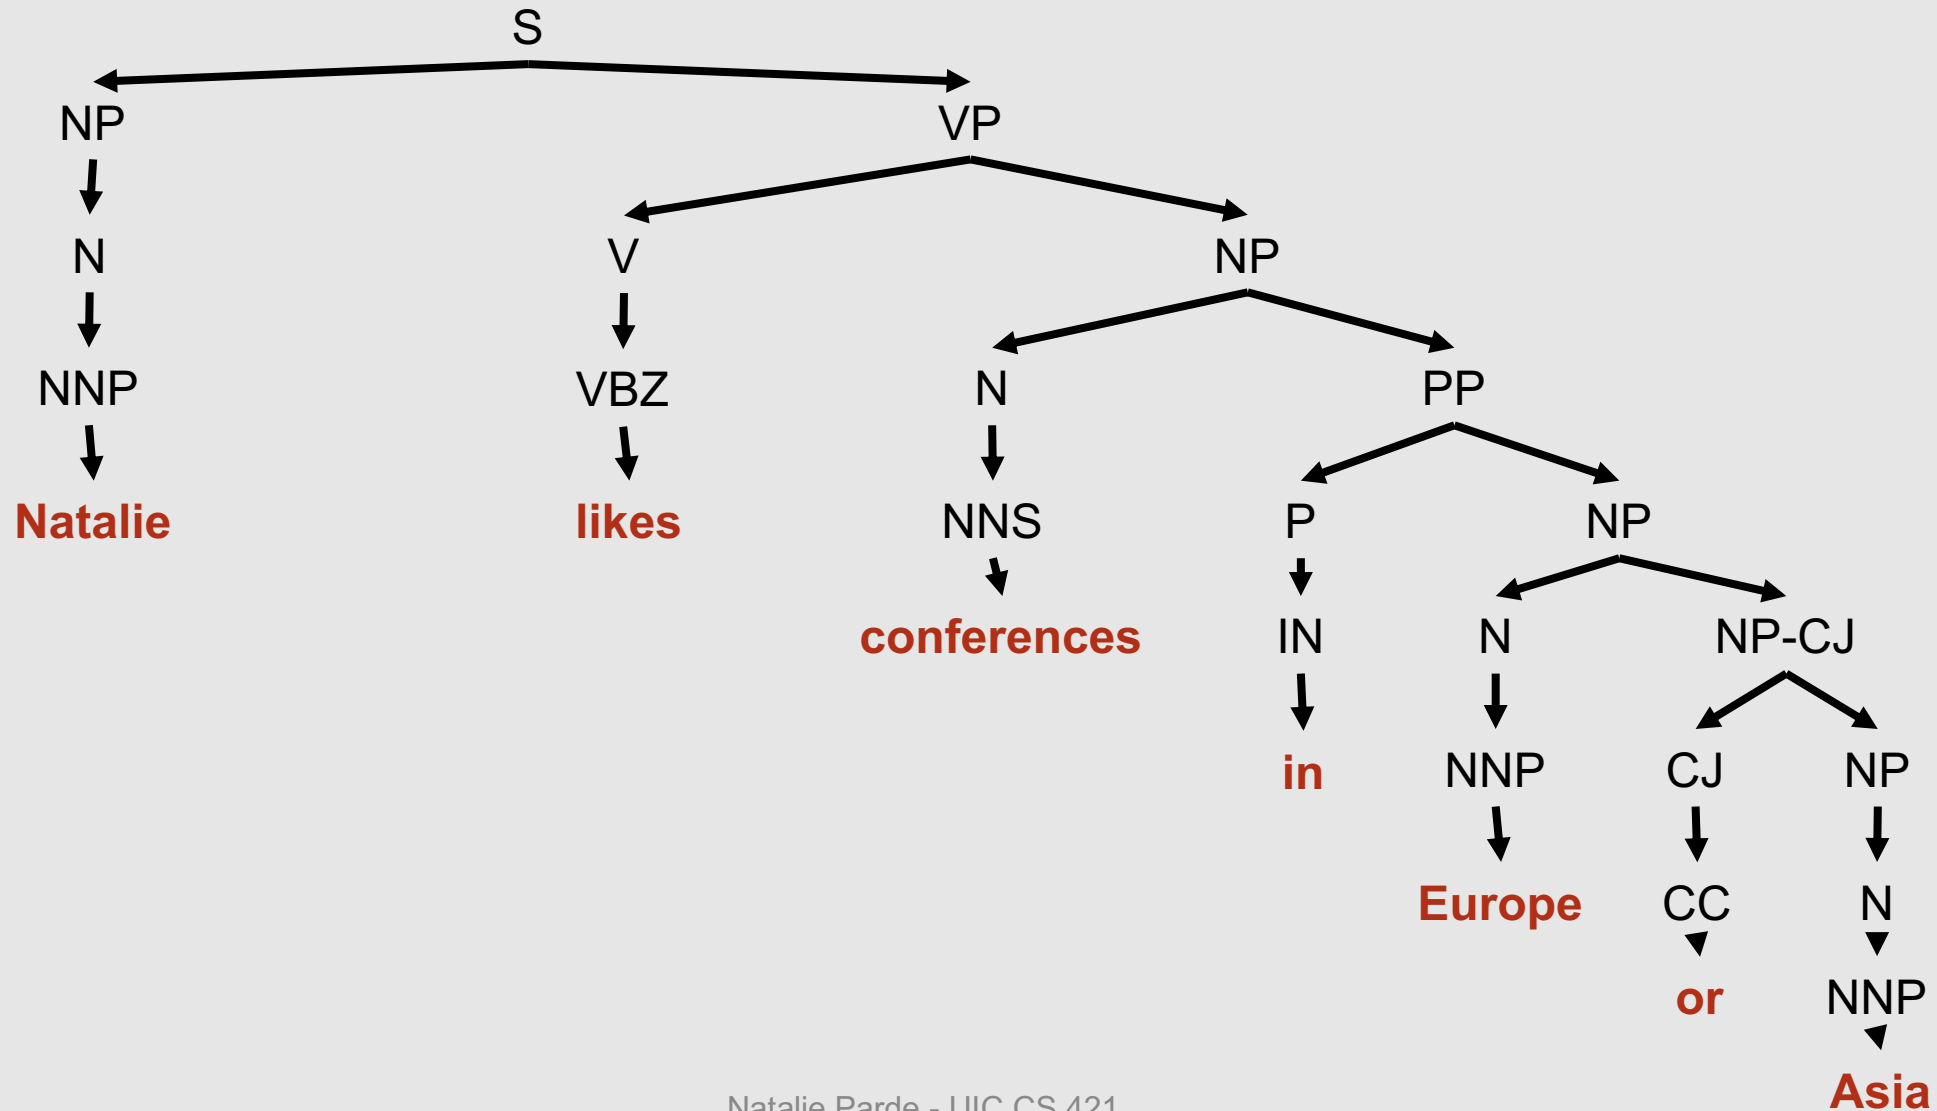 S
NP VP
N V NP
NNP VBZ N PP
Natalie likes NNS P NP
conferences IN N NP-CJ
in NNP CJ NP
Europe CC N
or NNP
Asia
Natalie Parde - UIC CS 421